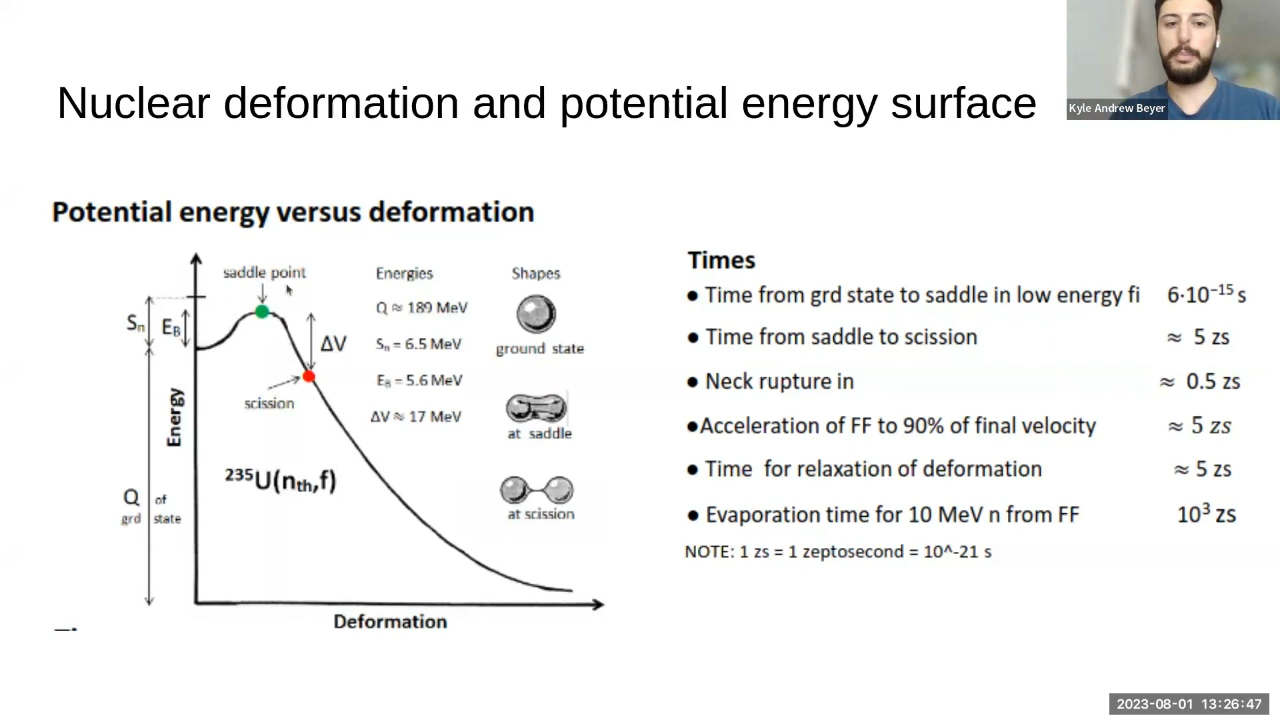 Nuclear deformation and potential energy surface
Kyle Andrew Beyer
Potential energy versus deformation
saddle point
Sn
EB
ΔV
scission
Energy
235U(nth,f)
Q of
grd state
Deformation
Energies
Q ≈ 189 MeV
Sn = 6.5 MeV
EB = 5.6 MeV
ΔV ≈ 17 MeV
Shapes
ground state
at saddle
at scission
Times
● Time from grd state to saddle in low energy fi 6·10⁻¹⁵ s
● Time from saddle to scission ≈ 5 zs
● Neck rupture in ≈ 0.5 zs
●Acceleration of FF to 90% of final velocity ≈ 5 zs
● Time for relaxation of deformation ≈ 5 zs
● Evaporation time for 10 MeV n from FF 10³ zs
NOTE: 1 zs = 1 zeptosecond = 10^-21 s
2023-08-01 13:26:47